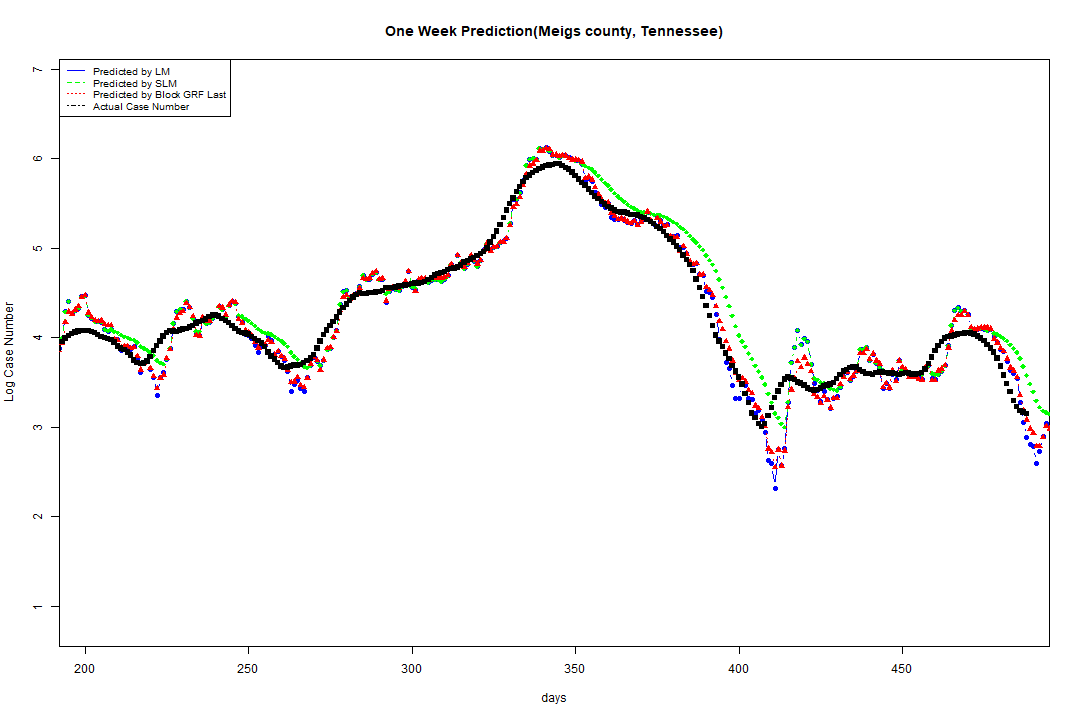 One Week Prediction(Meigs county, Tennessee)
Predicted by LM
Predicted by SLM
Predicted by Block GRF Last
Actual Case Number
7
6
5
4
3
2
1
Log Case Number
200 250 300 350 400 450
days